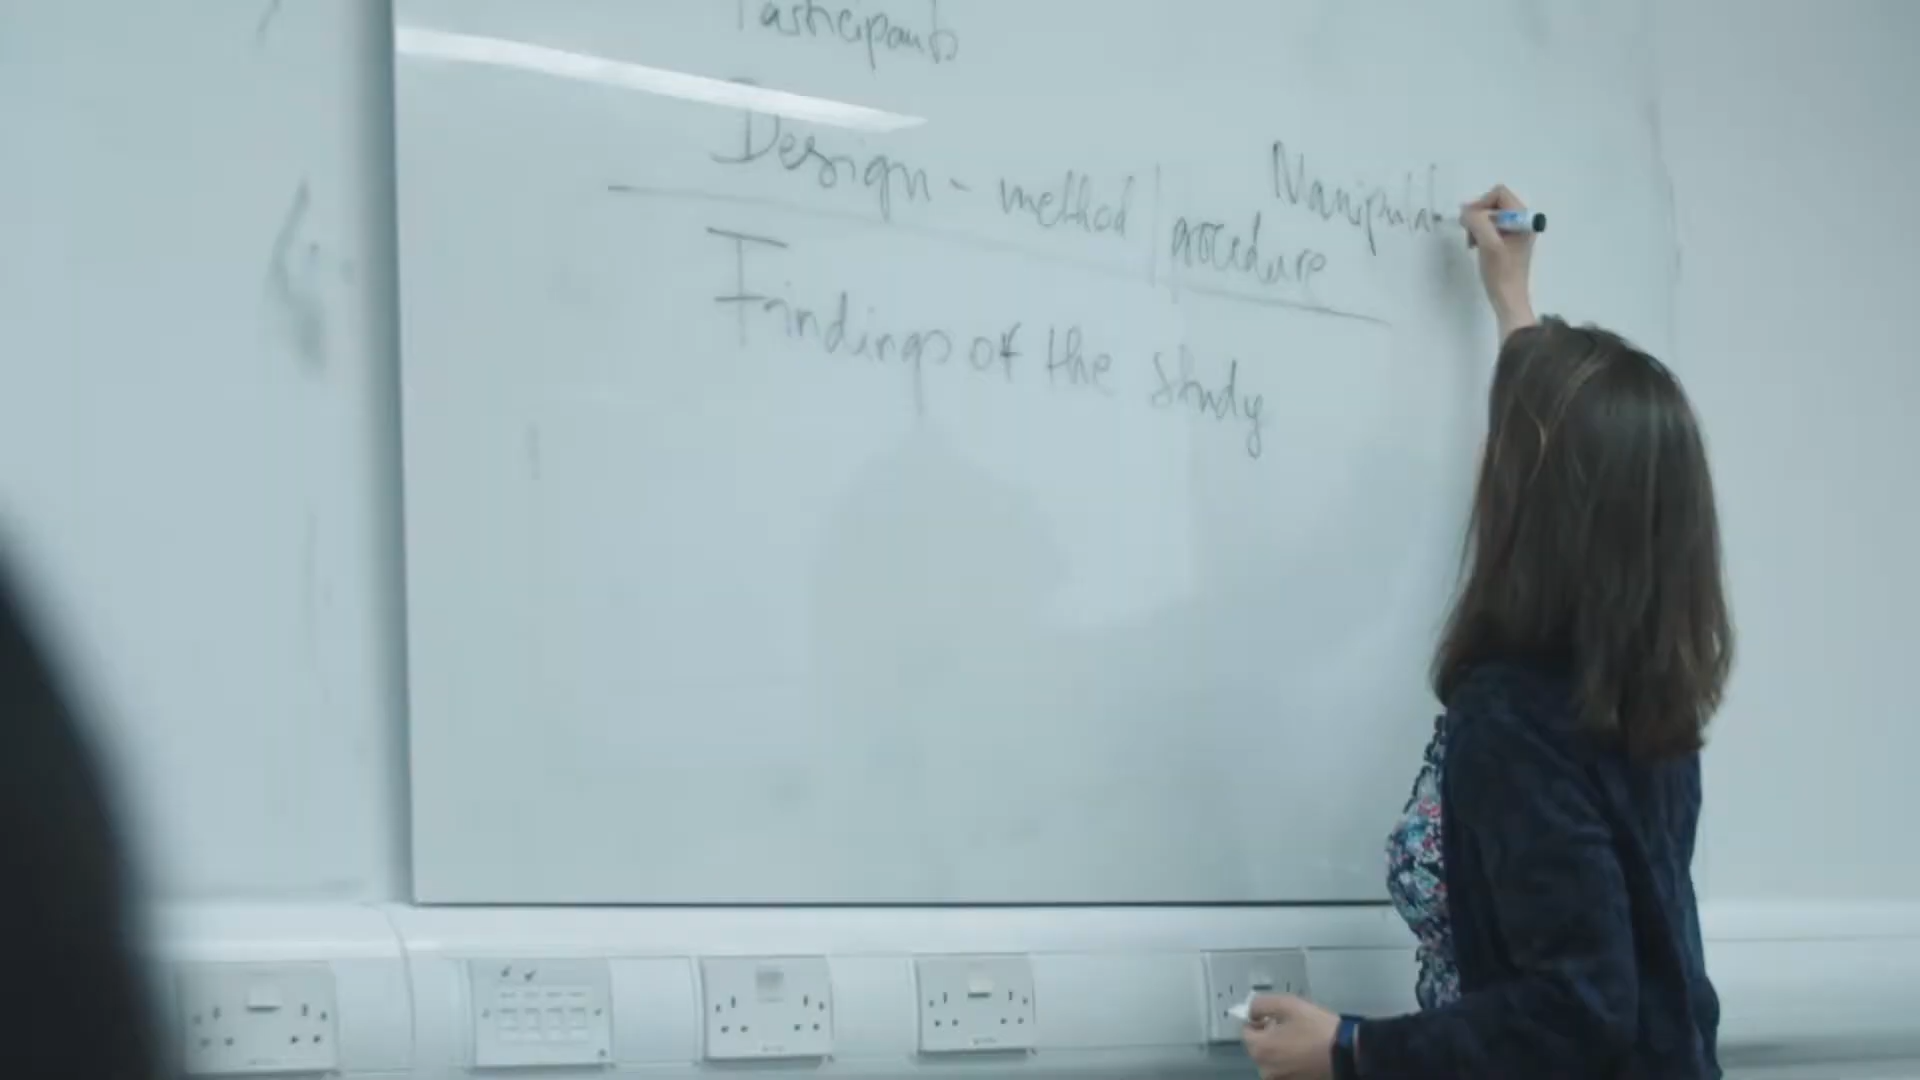 Participants
Design - method | procedure
Manipulat
Findings of the study